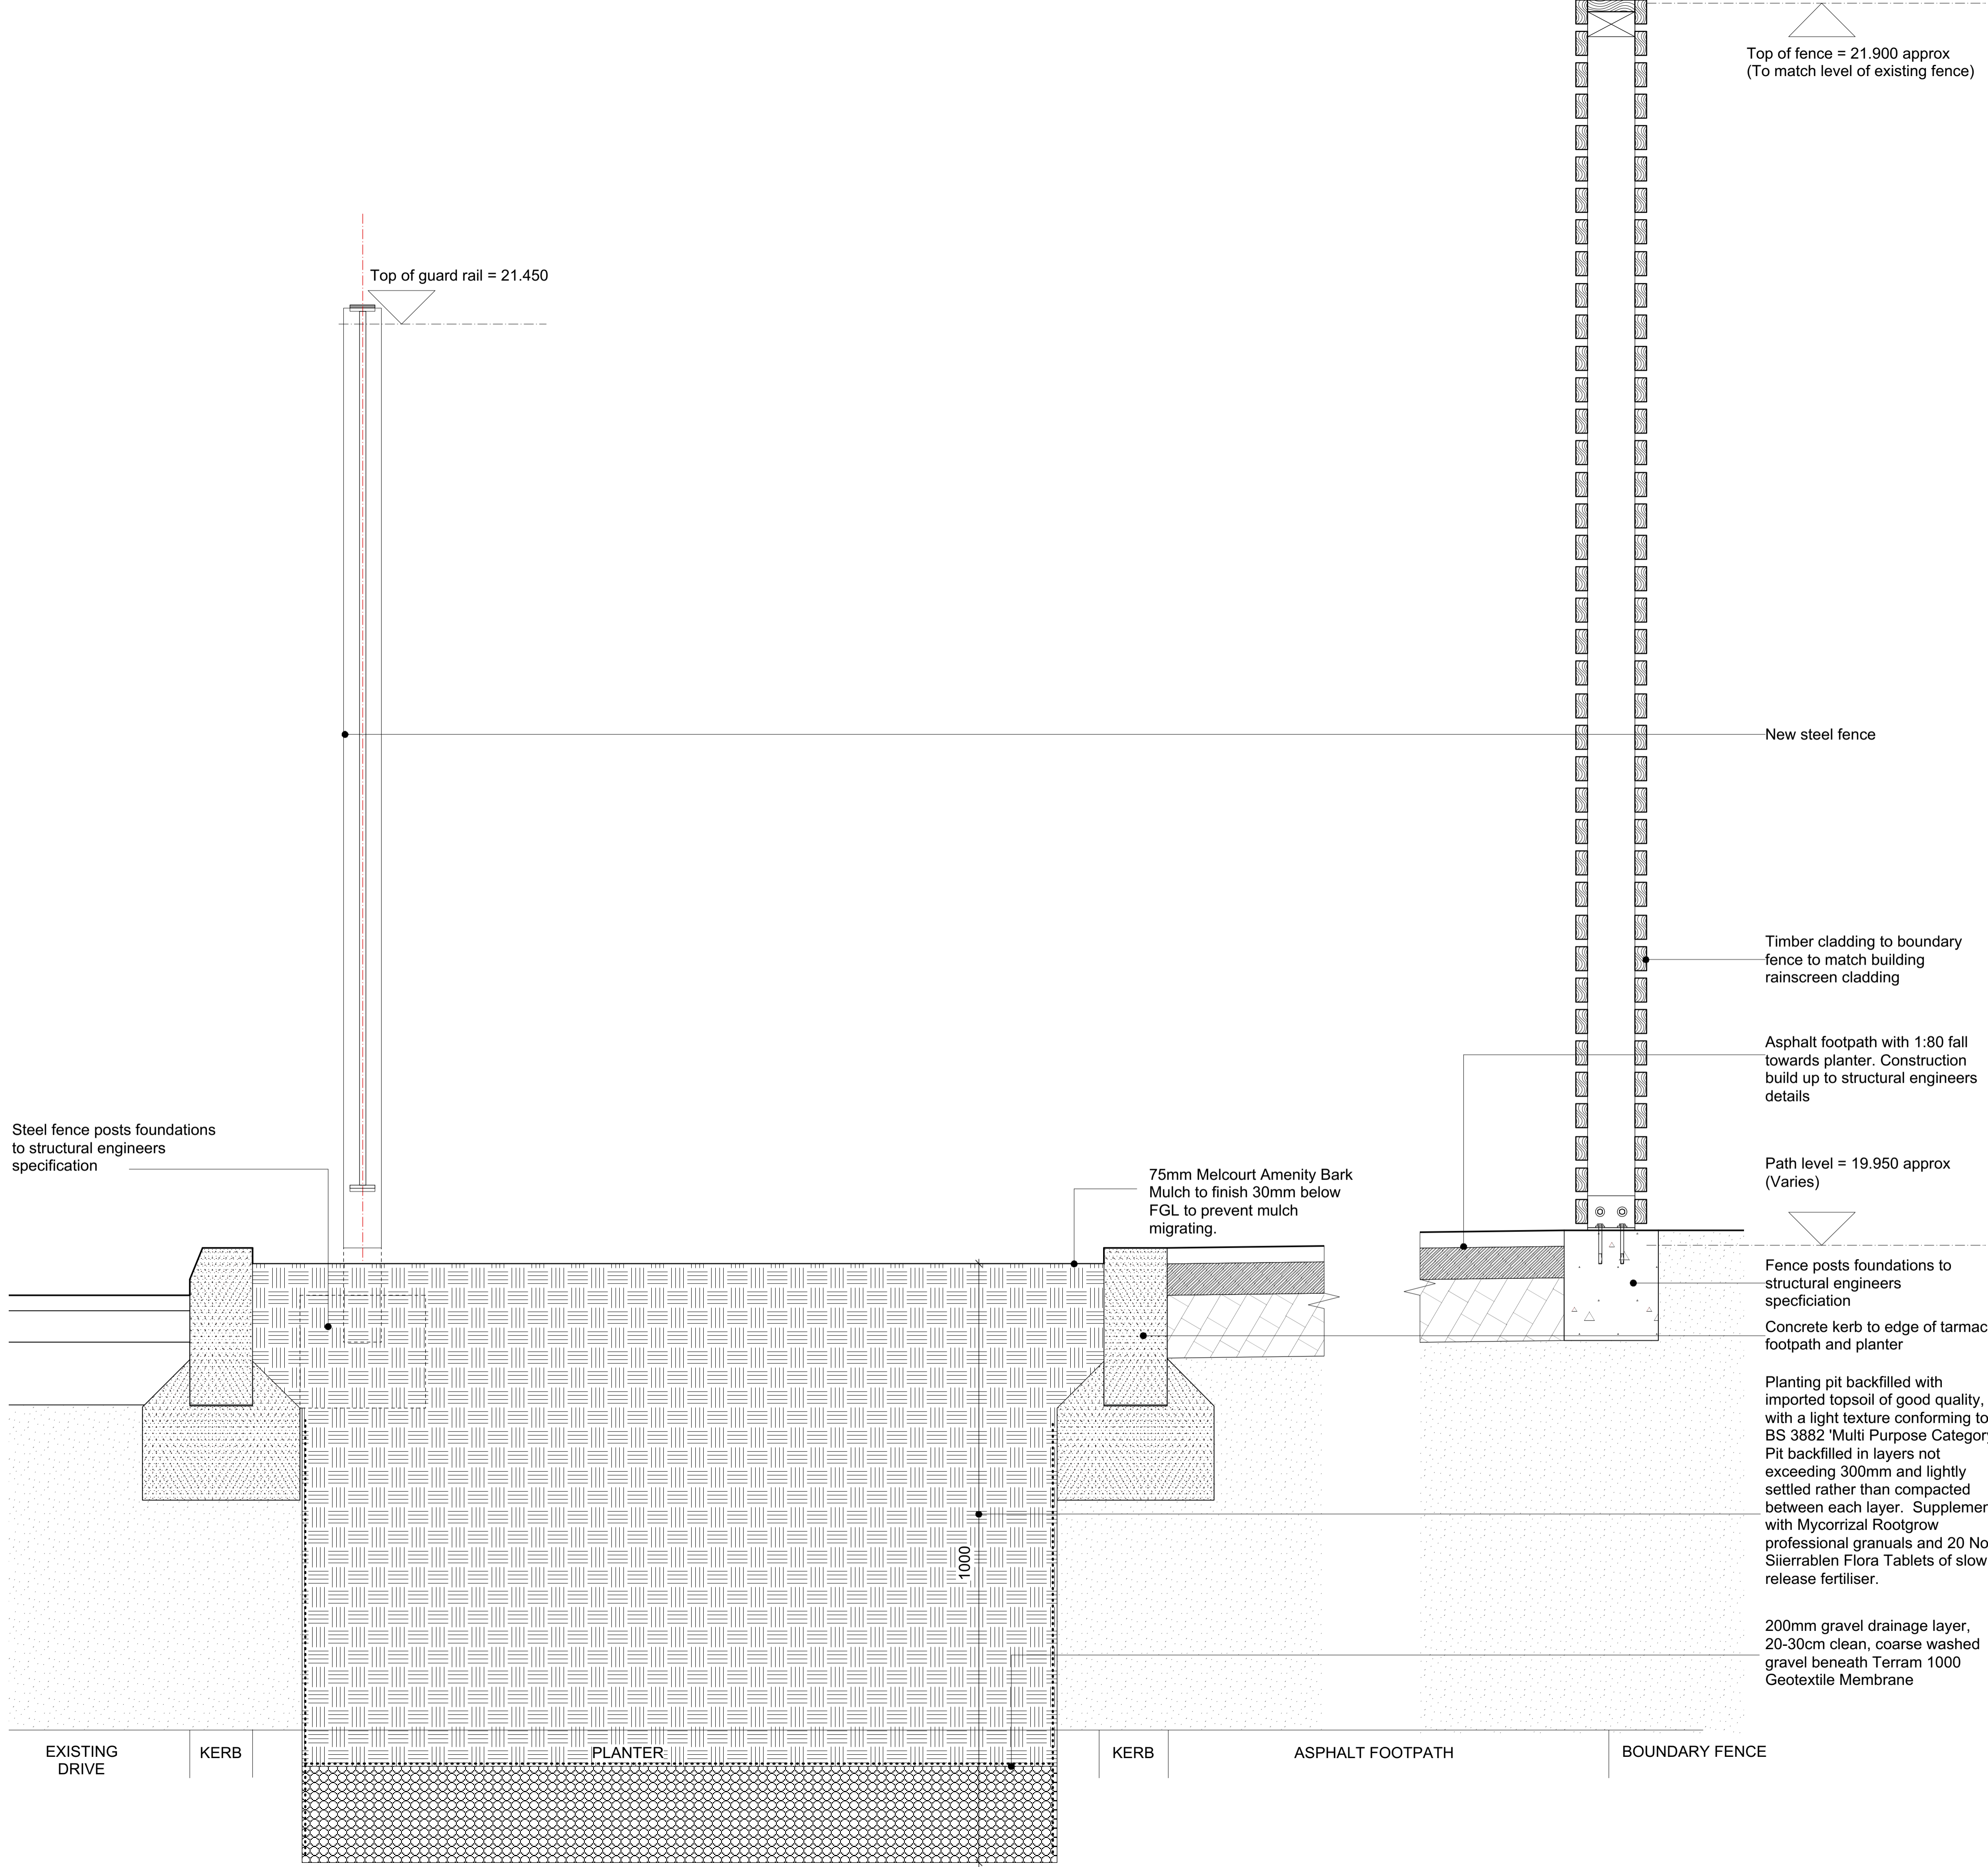 Top of fence = 21.900 approx
(To match level of existing fence)
Top of guard rail = 21.450
New steel fence
Timber cladding to boundary
fence to match building
rainscreen cladding
Asphalt footpath with 1:80 fall
towards planter. Construction
build up to structural engineers
details
Steel fence posts foundations
to structural engineers
specification
75mm Melcourt Amenity Bark
Mulch to finish 30mm below
FGL to prevent mulch
migrating.
Path level = 19.950 approx
(Varies)
Fence posts foundations to
structural engineers
specficiation
Concrete kerb to edge of tarmac
footpath and planter
Planting pit backfilled with
imported topsoil of good quality,
with a light texture conforming to
BS 3882 'Multi Purpose Category
Pit backfilled in layers not
exceeding 300mm and lightly
settled rather than compacted
between each layer. Supplemen
with Mycorrizal Rootgrow
professional granuals and 20 No
Siierrablen Flora Tablets of slow
release fertiliser.
1000
200mm gravel drainage layer,
20-30cm clean, coarse washed
gravel beneath Terram 1000
Geotextile Membrane
EXISTING
DRIVE
KERB
PLANTER
KERB
ASPHALT FOOTPATH
BOUNDARY FENCE